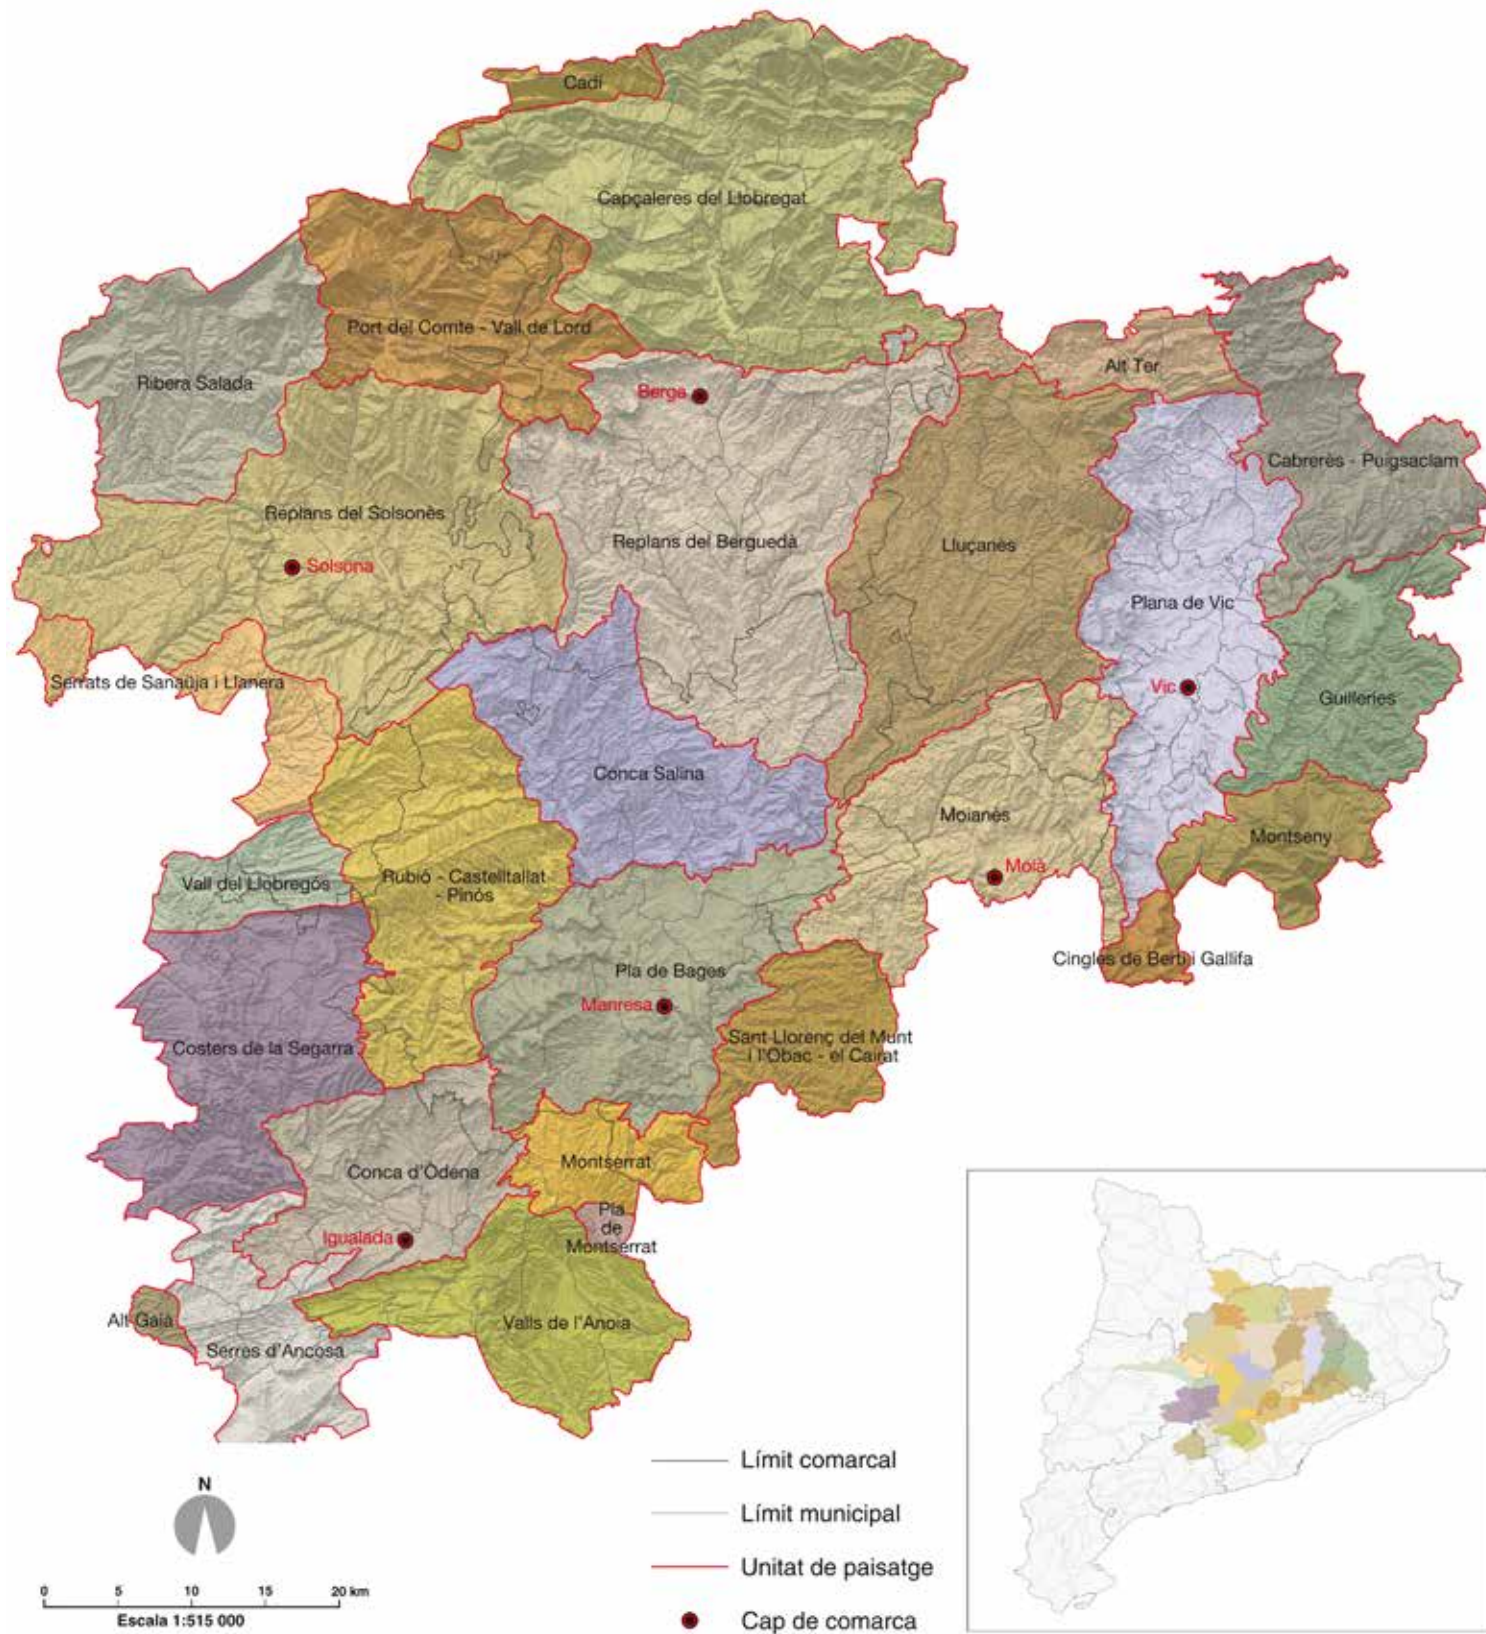 Cadí
Capçaleres del Llobregat
Port del Comte - Vall de Lord
Ribera Salada
Alt Ter
Berga
Cabrerès - Puigsaclam
Replans del Solsonès
Replans del Berguedà
Lluçanès
Solsona
Plana de Vic
Serrats de Sanaüja i Llanera
Vic
Guilleries
Conca Salina
Moianès
Montseny
Moià
Vall del Llobregós
Rubió - Castelltallat
- Pinós
Cingles de Bertí i Gallifa
Pla de Bages
Manresa
Sant Llorenç del Munt
i l'Obac - el Cairat
Costers de la Segarra
Montserrat
Conca d'Òdena
Pla
de
Montserrat
Igualada
Alt Gaià
Valls de l'Anoia
Serres d'Ancosa
Límit comarcal
Límit municipal
Unitat de paisatge
Cap de comarca
N
0 5 10 15 20 km
Escala 1:515 000